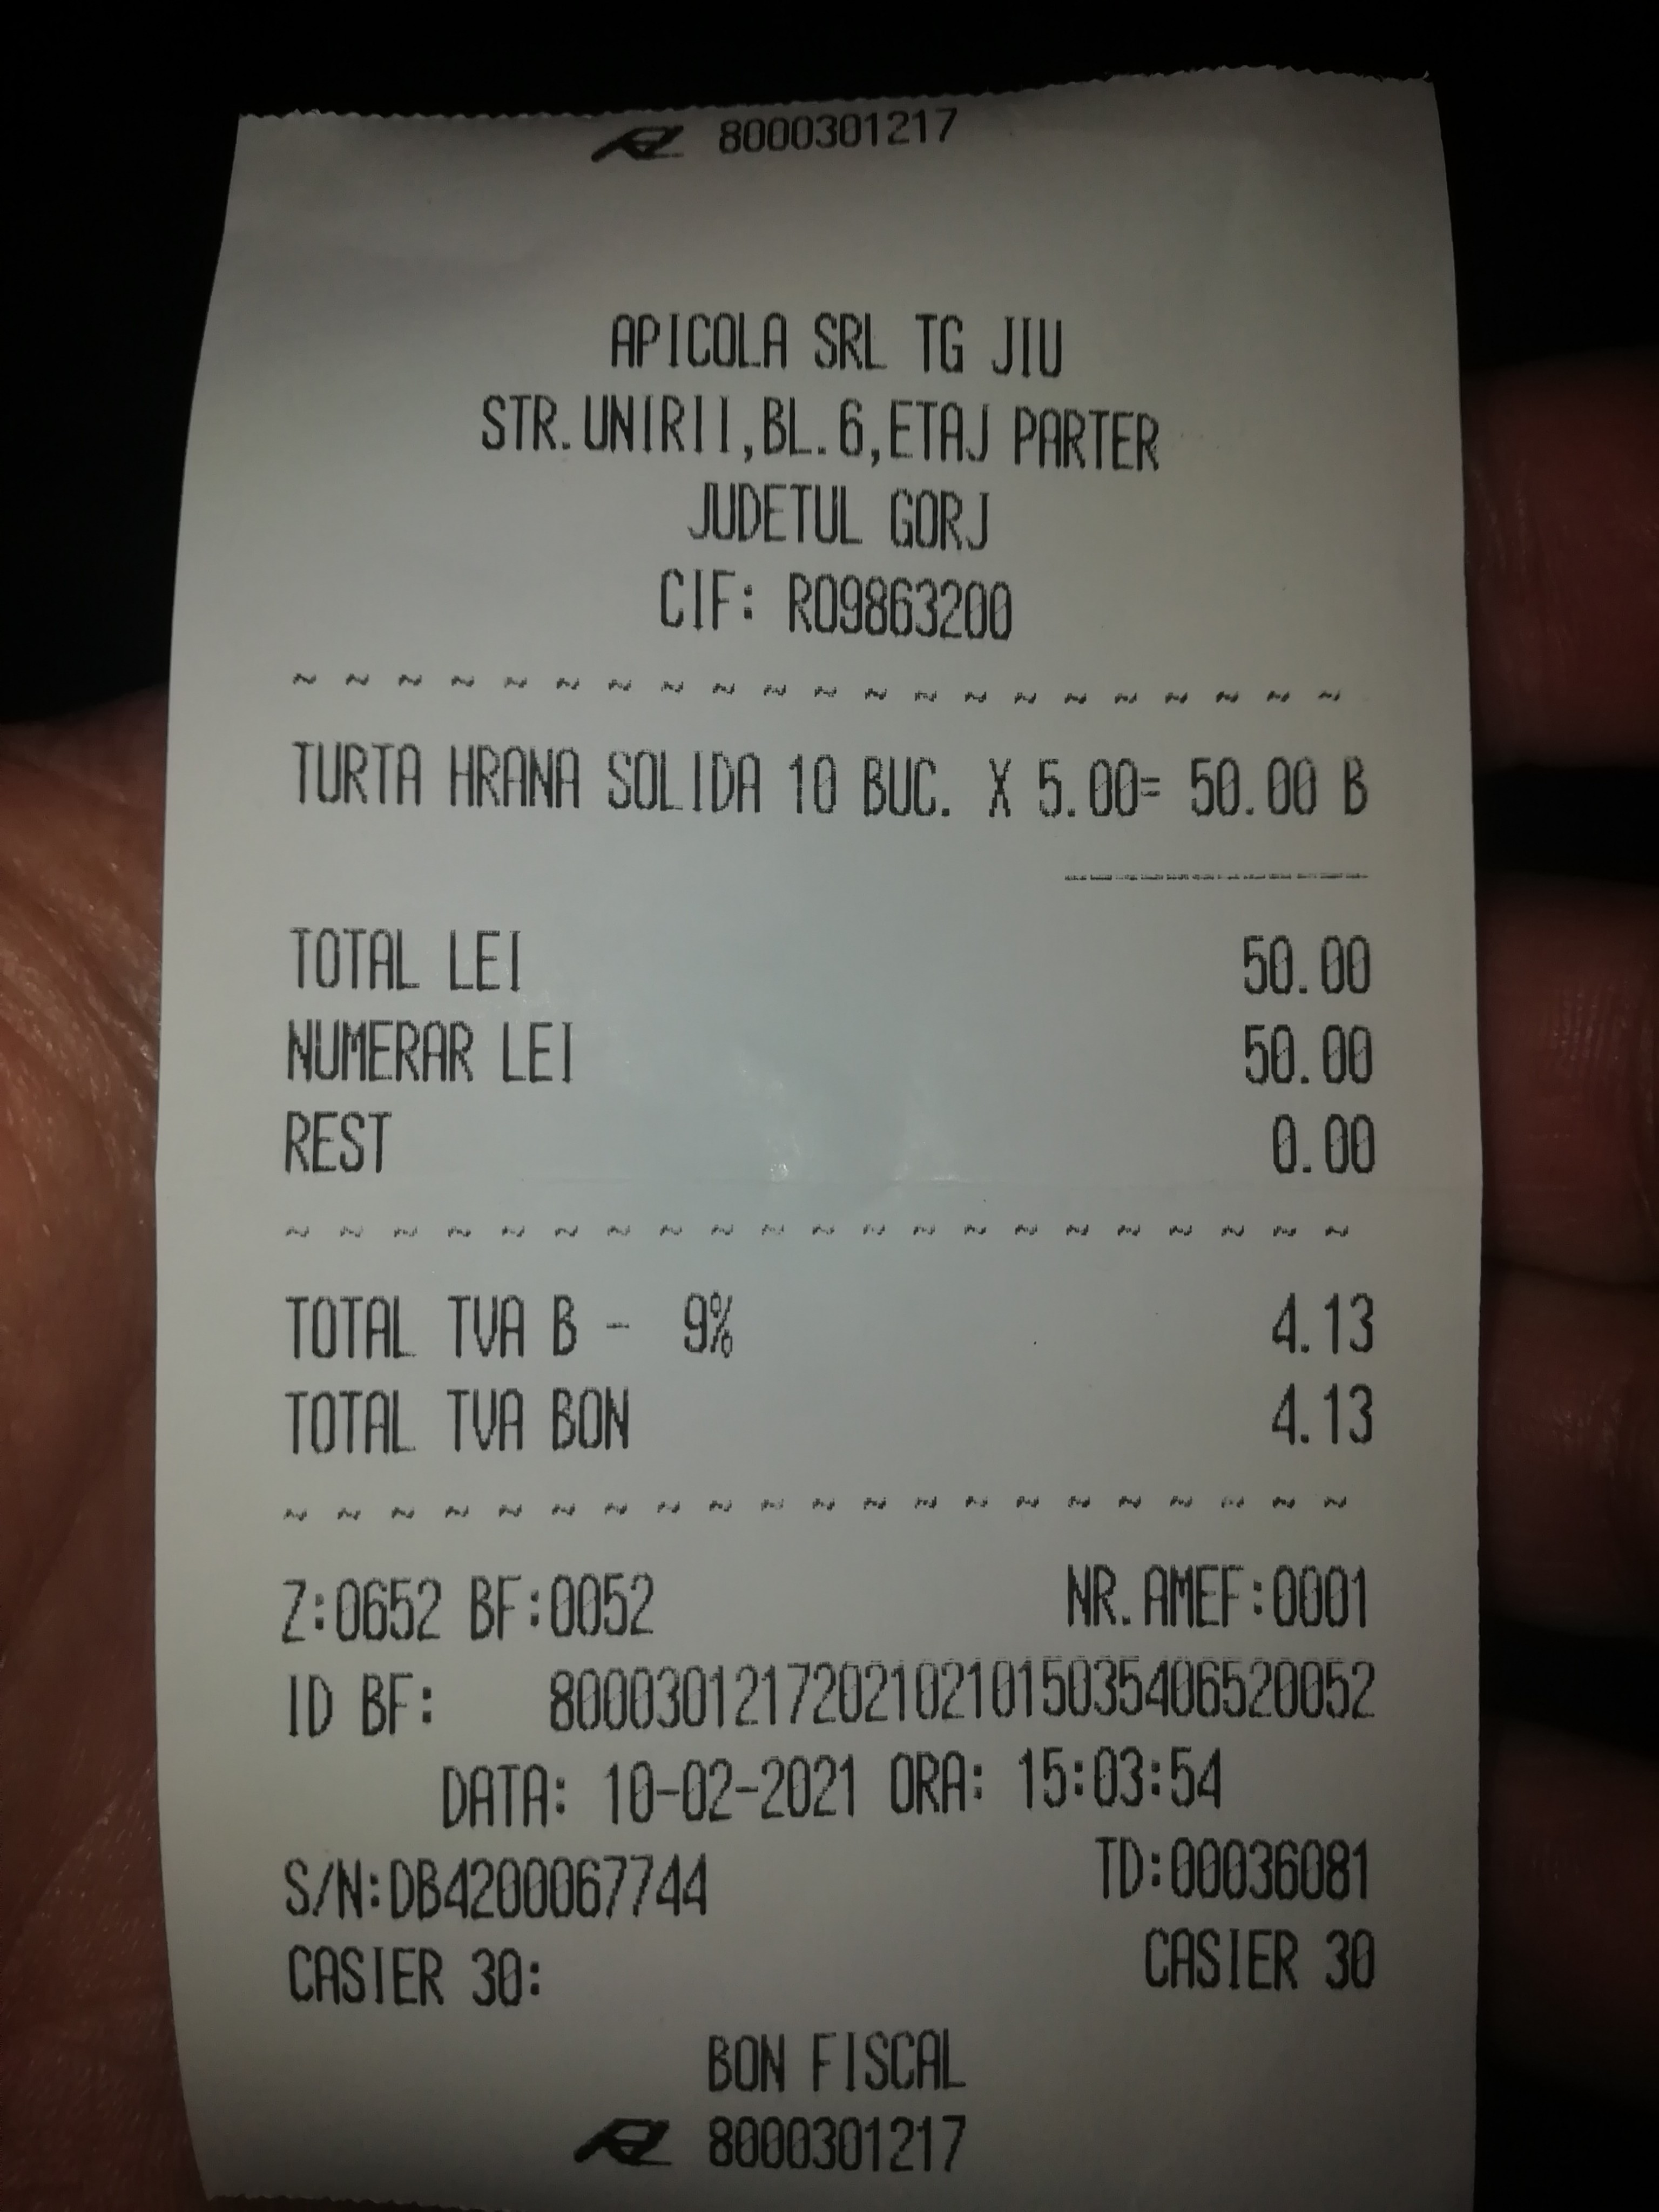 8000301217
APICOLA SRL TG JIU
STR.UNIRII,BL.6,ETAJ PARTER
JUDETUL GORJ
CIF: RO9863200
~ ~ ~ ~ ~ ~ ~ ~ ~ ~ ~ ~ ~ ~ ~ ~ ~ ~ ~ ~ ~
TURTA HRANA SOLIDA 10 BUC. X 5.00= 50.00 B
------------
TOTAL LEI 50.00
NUMERAR LEI 50.00
REST 0.00
~ ~ ~ ~ ~ ~ ~ ~ ~ ~ ~ ~ ~ ~ ~ ~ ~ ~ ~ ~ ~
TOTAL TVA B - 9% 4.13
TOTAL TVA BON 4.13
~ ~ ~ ~ ~ ~ ~ ~ ~ ~ ~ ~ ~ ~ ~ ~ ~ ~ ~ ~ ~
Z:0652 BF:0052 NR.AMEF:0001
ID BF: 80003012172021021015035406520052
DATA: 10-02-2021 ORA: 15:03:54
S/N:DB4200067744 TD:00036081
CASIER 30: CASIER 30
BON FISCAL
8000301217